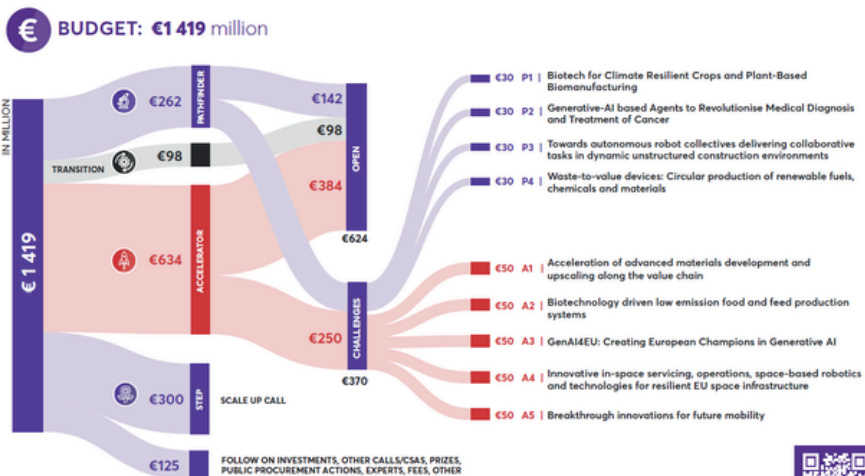 € BUDGET: €1 419 million
IN MILLION
€ 1 419
€262
PATHFINDER
TRANSITION
€98
€634
ACCELERATOR
€300
STEP
SCALE UP CALL
€125
FOLLOW ON INVESTMENTS, OTHER CALLS/CSAS, PRIZES,
PUBLIC PROCUREMENT ACTIONS, EXPERTS, FEES, OTHER
€142
€98
€384
OPEN
€624
€250
CHALLENGES
€370
€30 P1 | Biotech for Climate Resilient Crops and Plant-Based
Biomanufacturing
€30 P2 | Generative-AI based Agents to Revolutionise Medical Diagnosis
and Treatment of Cancer
€30 P3 | Towards autonomous robot collectives delivering collaborative
tasks in dynamic unstructured construction environments
€30 P4 | Waste-to-value devices: Circular production of renewable fuels,
chemicals and materials
€50 A1 | Acceleration of advanced materials development and
upscaling along the value chain
€50 A2 | Biotechnology driven low emission food and feed production
systems
€50 A3 | GenAI4EU: Creating European Champions in Generative AI
€50 A4 | Innovative in-space servicing, operations, space-based robotics
and technologies for resilient EU space infrastructure
€50 A5 | Breakthrough innovations for future mobility